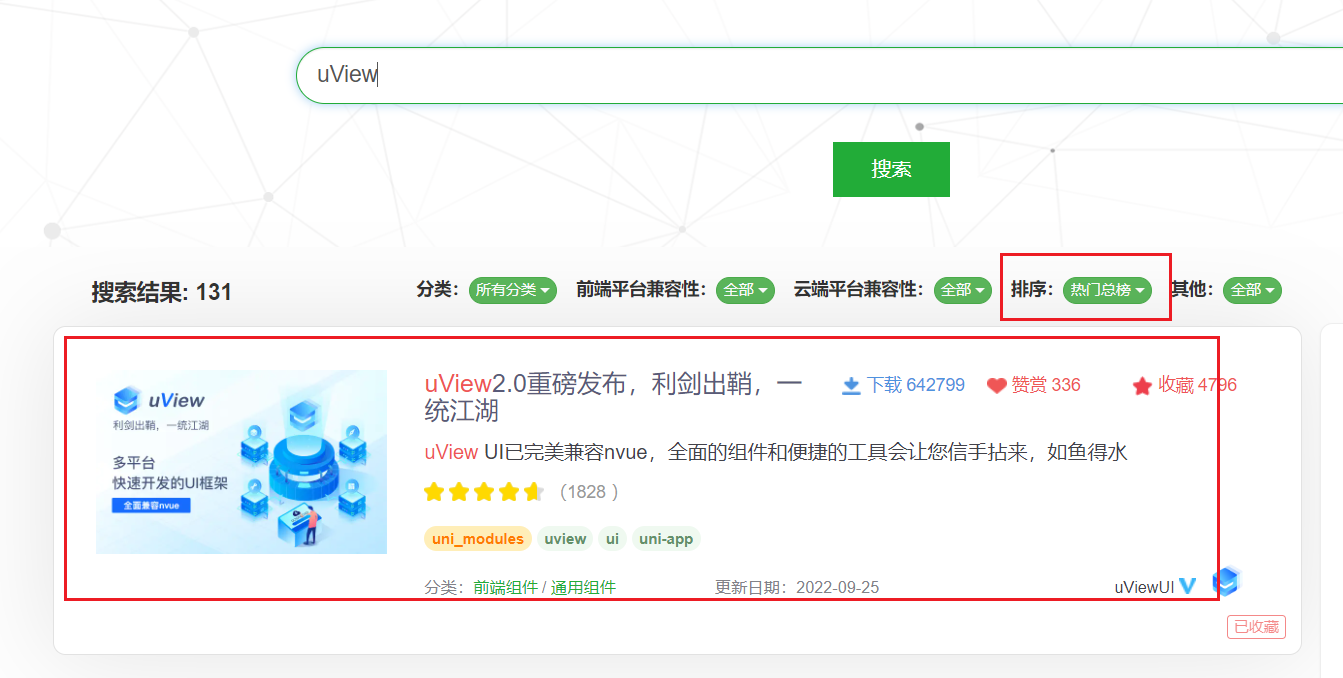 uView
搜索
搜索结果: 131
分类: 所有分类 前端平台兼容性: 全部 云端平台兼容性: 全部 排序: 热门总榜 其他: 全部
uView
利剑出鞘，一统江湖
多平台
快速开发的UI框架
全面兼容nvue
uView2.0重磅发布，利剑出鞘，一
统江湖
下载 642799 赞赏 336 收藏 4796
uView UI已完美兼容nvue，全面的组件和便捷的工具会让您信手拈来，如鱼得水
（1828 ）
uni_modules uview ui uni-app
分类: 前端组件 / 通用组件 更新日期: 2022-09-25 uViewUI
已收藏